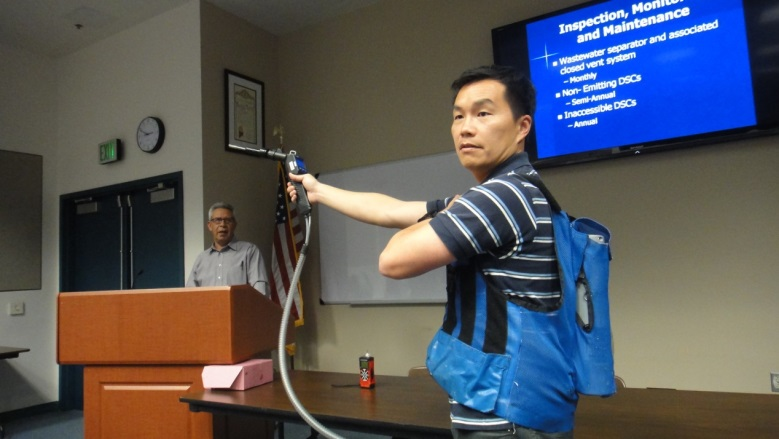 Inspection, Monitor
and Maintenance
■ Wastewater separator and associated
closed vent system
– Monthly
■ Non- Emitting DSCs
– Semi-Annual
■ Inaccessible DSCs
– Annual